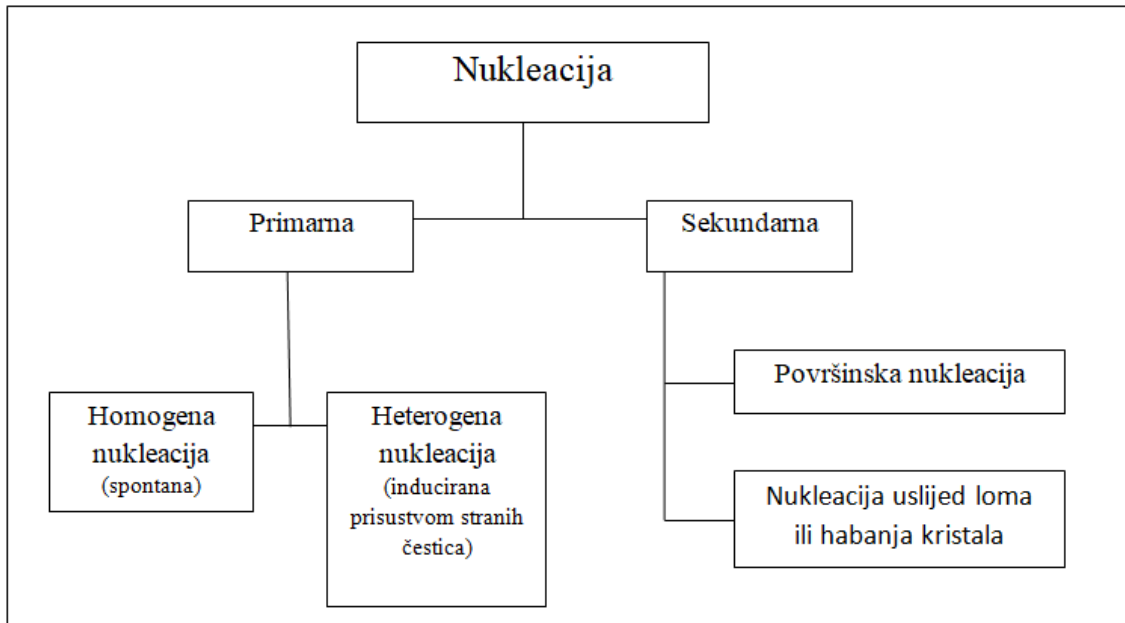 Nukleacija
Primarna
Sekundarna
Homogena
nukleacija
(spontana)
Heterogena
nukleacija
(inducirana
prisustvom stranih
čestica)
Površinska nukleacija
Nukleacija uslijed loma
ili habanja kristala